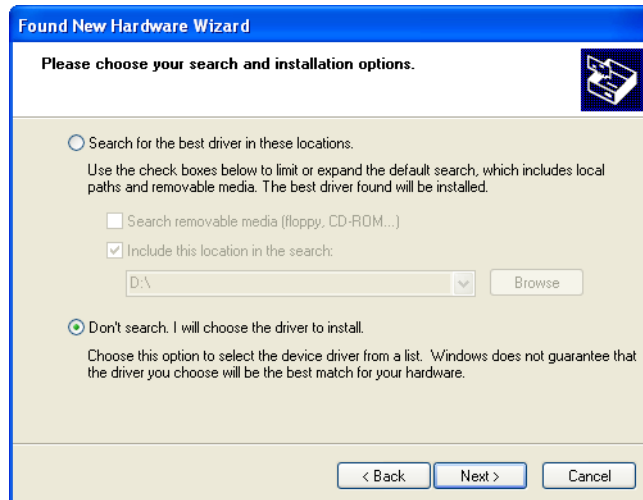 Found New Hardware Wizard
Please choose your search and installation options.
Search for the best driver in these locations.
Use the check boxes below to limit or expand the default search, which includes local
paths and removable media. The best driver found will be installed.
Search removable media (floppy, CD-ROM...)
Include this location in the search:
D:\
Browse
Don't search. I will choose the driver to install.
Choose this option to select the device driver from a list. Windows does not guarantee that
the driver you choose will be the best match for your hardware.
< Back Next > Cancel